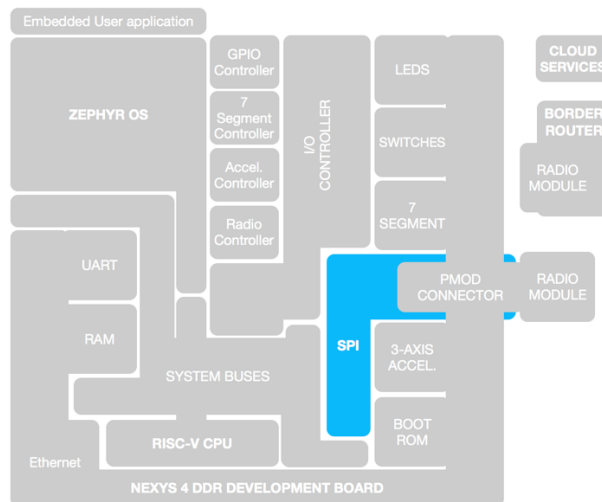 Embedded User application
ZEPHYR OS
GPIO
Controller
7
Segment
Controller
Accel.
Controller
Radio
Controller
I/O
CONTROLLER
LEDS
SWITCHES
7
SEGMENT
CLOUD
SERVICES
BORDER
ROUTER
RADIO
MODULE
UART
RAM
PMOD
CONNECTOR
RADIO
MODULE
SPI
3-AXIS
ACCEL.
SYSTEM BUSES
BOOT
ROM
RISC-V CPU
Ethernet
NEXYS 4 DDR DEVELOPMENT BOARD